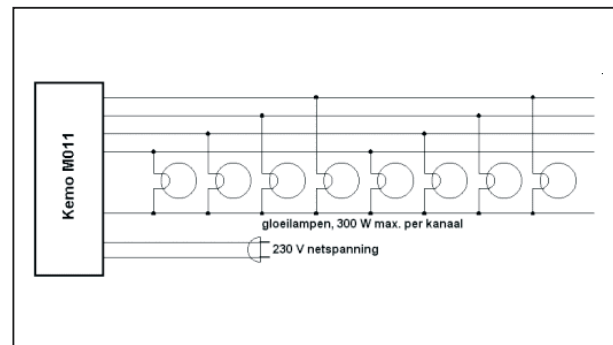 Kemo M011
gloeilampen, 300 W max. per kanaal
230 V netspanning